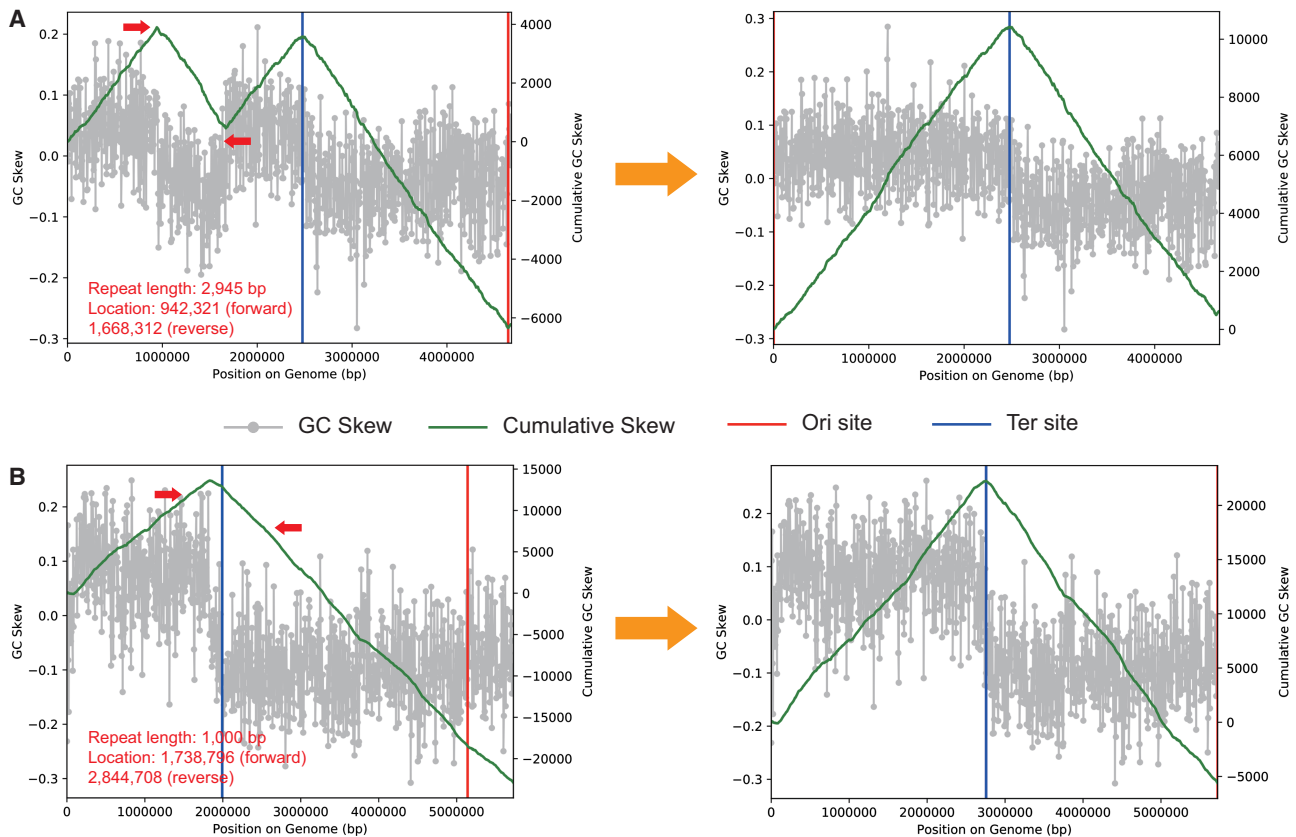 A
0.2
0.1
0.0
−0.1
−0.2
−0.3
GC Skew
4000
2000
0
−2000
−4000
−6000
Cumulative GC Skew
Repeat length: 2,945 bp
Location: 942,321 (forward)
1,668,312 (reverse)
0 1000000 2000000 3000000 4000000
Position on Genome (bp)
0.3
0.2
0.1
0.0
−0.1
−0.2
−0.3
GC Skew
10000
8000
6000
4000
2000
0
Cumulative GC Skew
0 1000000 2000000 3000000 4000000
Position on Genome (bp)
GC Skew Cumulative Skew Ori site Ter site
B
0.2
0.1
0.0
−0.1
−0.2
−0.3
GC Skew
15000
10000
5000
0
−5000
−10000
−15000
−20000
Cumulative GC Skew
Repeat length: 1,000 bp
Location: 1,738,796 (forward)
2,844,708 (reverse)
0 1000000 2000000 3000000 4000000 5000000
Position on Genome (bp)
0.2
0.1
0.0
−0.1
−0.2
−0.3
GC Skew
20000
15000
10000
5000
0
−5000
Cumulative GC Skew
0 1000000 2000000 3000000 4000000 5000000
Position on Genome (bp)